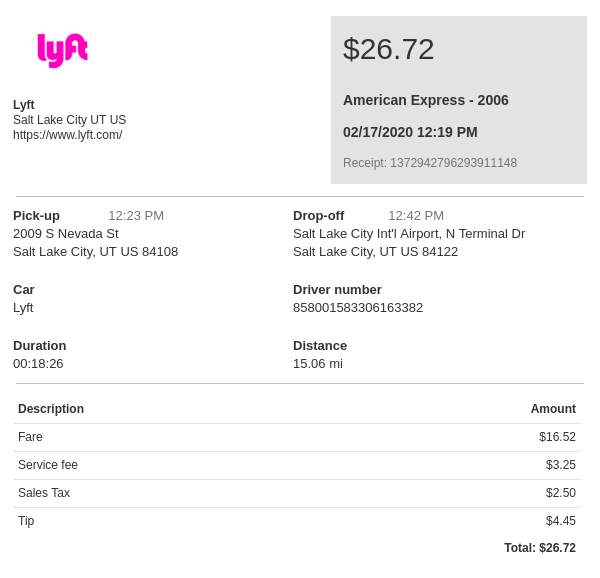 lyft
$26.72
American Express - 2006
02/17/2020 12:19 PM
Receipt: 1372942796293911148
Lyft
Salt Lake City UT US
https://www.lyft.com/
Pick-up 12:23 PM
2009 S Nevada St
Salt Lake City, UT US 84108
Drop-off 12:42 PM
Salt Lake City Int'l Airport, N Terminal Dr
Salt Lake City, UT US 84122
Car
Lyft
Driver number
858001583306163382
Duration
00:18:26
Distance
15.06 mi
Description Amount
Fare $16.52
Service fee $3.25
Sales Tax $2.50
Tip $4.45
Total: $26.72